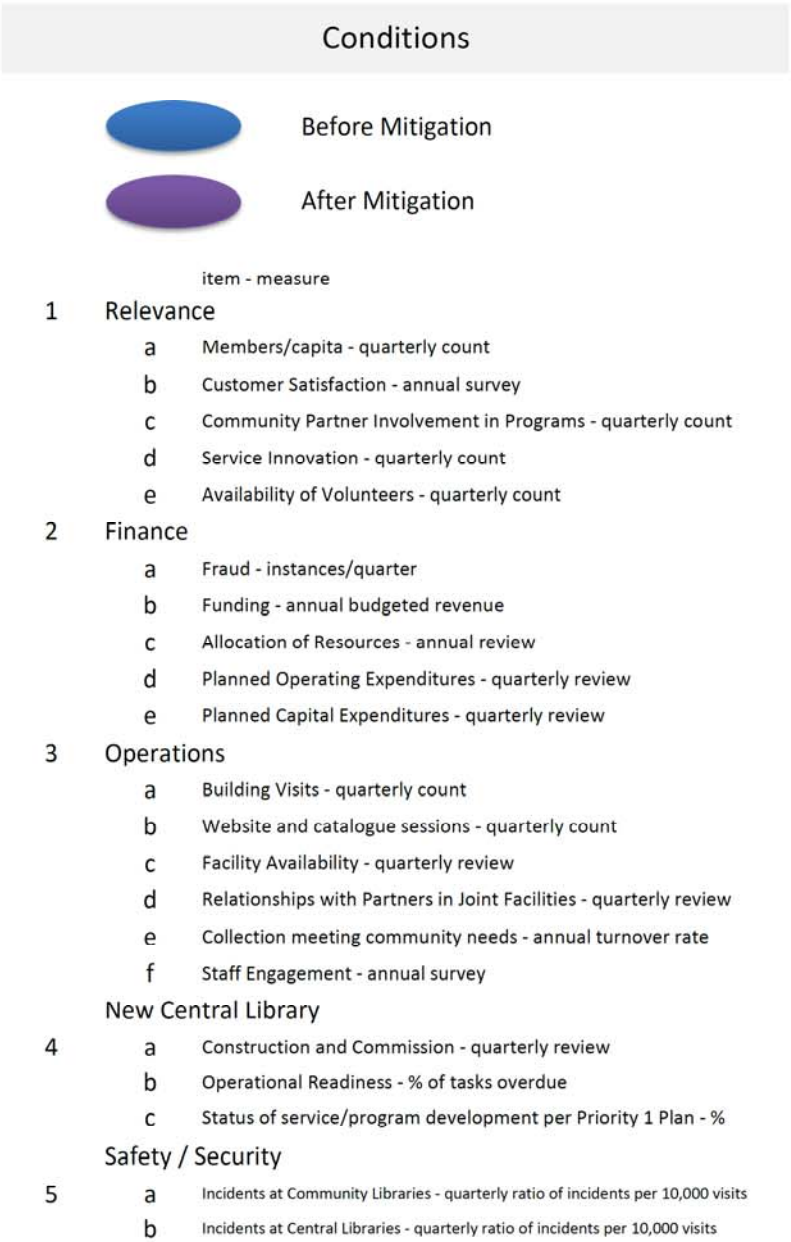 Conditions
Before Mitigation
After Mitigation
item - measure
1 Relevance
a Members/capita - quarterly count
b Customer Satisfaction - annual survey
c Community Partner Involvement in Programs - quarterly count
d Service Innovation - quarterly count
e Availability of Volunteers - quarterly count
2 Finance
a Fraud - instances/quarter
b Funding - annual budgeted revenue
c Allocation of Resources - annual review
d Planned Operating Expenditures - quarterly review
e Planned Capital Expenditures - quarterly review
3 Operations
a Building Visits - quarterly count
b Website and catalogue sessions - quarterly count
c Facility Availability - quarterly review
d Relationships with Partners in Joint Facilities - quarterly review
e Collection meeting community needs - annual turnover rate
f Staff Engagement - annual survey
New Central Library
4 a Construction and Commission - quarterly review
b Operational Readiness - % of tasks overdue
c Status of service/program development per Priority 1 Plan - %
Safety / Security
5 a Incidents at Community Libraries - quarterly ratio of incidents per 10,000 visits
b Incidents at Central Libraries - quarterly ratio of incidents per 10,000 visits